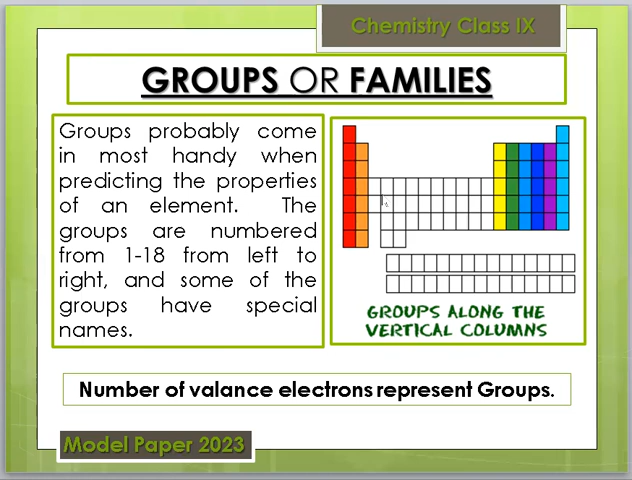 Chemistry Class IX
GROUPS OR FAMILIES
Groups probably come
in most handy when
predicting the properties
of an element. The
groups are numbered
from 1-18 from left to
right, and some of the
groups have special
names.
GROUPS ALONG THE
VERTICAL COLUMNS
Number of valance electrons represent Groups.
Model Paper 2023